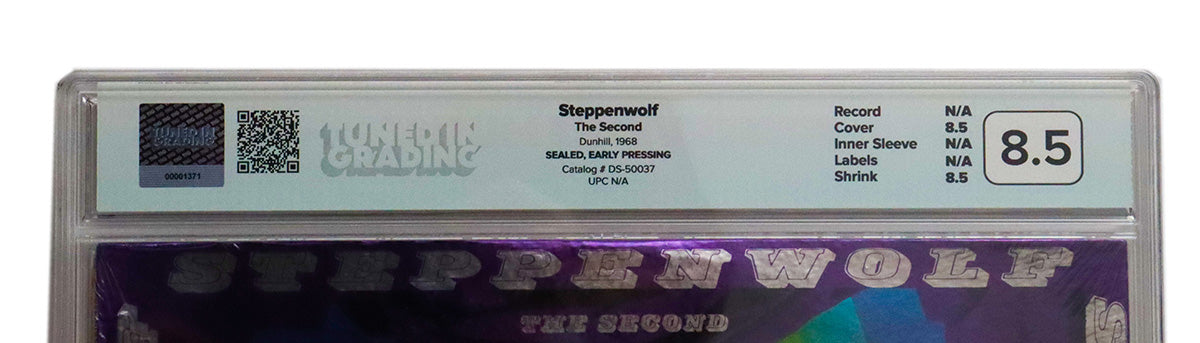 TUNED IN
GRADING
00001371
TUNED IN
GRADING
Steppenwolf
The Second
Dunhill, 1968
SEALED, EARLY PRESSING
Catalog # DS-50037
UPC N/A
Record N/A
Cover 8.5
Inner Sleeve N/A
Labels N/A
Shrink 8.5
8.5
STEPPENWOLF
THE SECOND